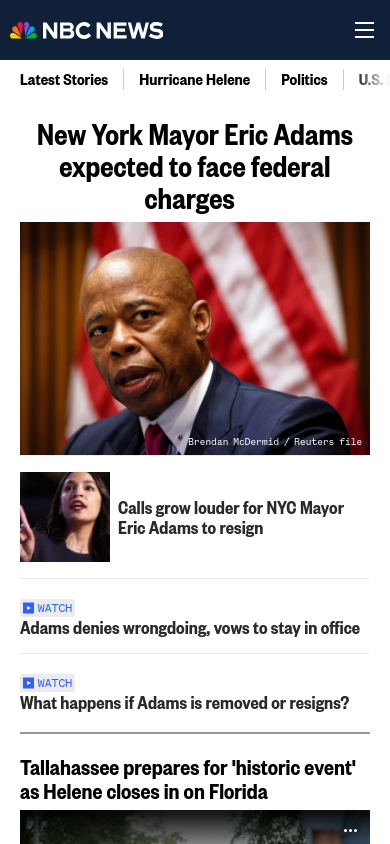 NBC NEWS
Latest Stories
Hurricane Helene
Politics
U.S.
New York Mayor Eric Adams
expected to face federal
charges
Brendan McDermid / Reuters file
Calls grow louder for NYC Mayor
Eric Adams to resign
WATCH
Adams denies wrongdoing, vows to stay in office
WATCH
What happens if Adams is removed or resigns?
Tallahassee prepares for 'historic event'
as Helene closes in on Florida